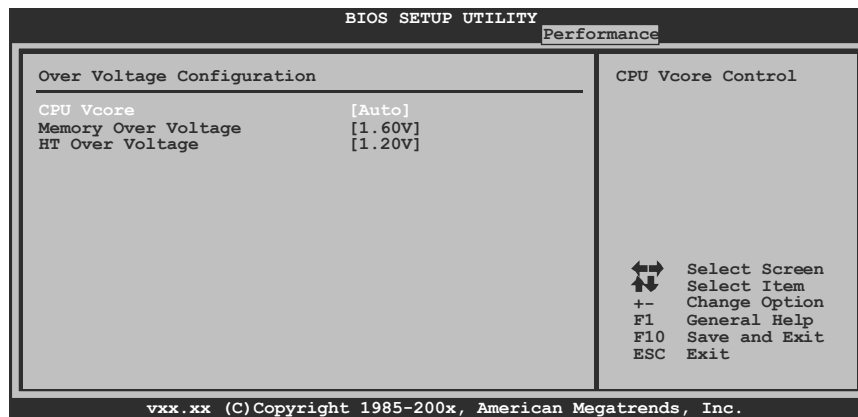 BIOS SETUP UTILITY
Performance
Over Voltage Configuration
CPU Vcore Control
CPU Vcore [Auto]
Memory Over Voltage [1.60V]
HT Over Voltage [1.20V]
Select Screen
Select Item
+- Change Option
F1 General Help
F10 Save and Exit
ESC Exit
vxx.xx (C)Copyright 1985-200x, American Megatrends, Inc.